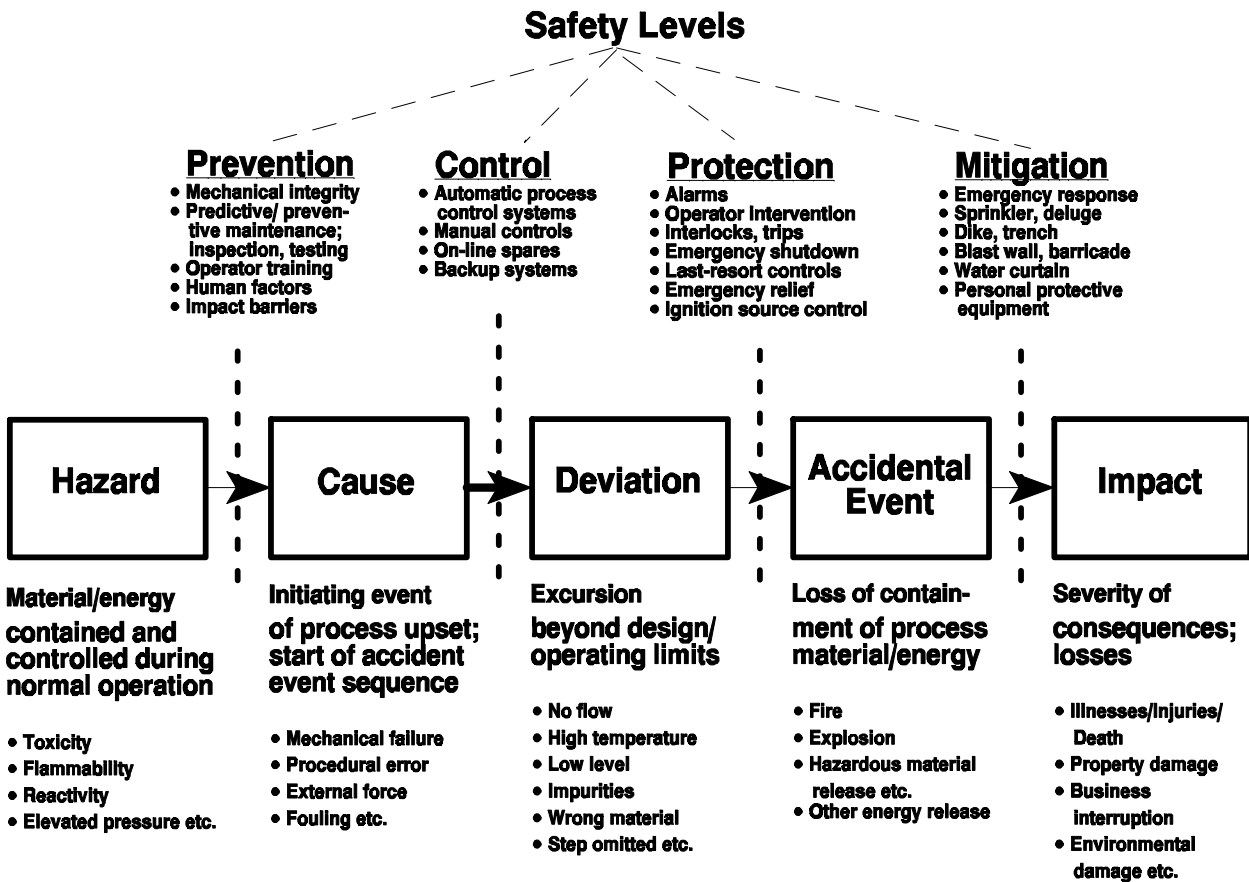 Safety Levels
Prevention
• Mechanical integrity
• Predictive/ preven-
tive maintenance;
inspection, testing
• Operator training
• Human factors
• Impact barriers
Control
• Automatic process
control systems
• Manual controls
• On-line spares
• Backup systems
Protection
• Alarms
• Operator intervention
• Interlocks, trips
• Emergency shutdown
• Last-resort controls
• Emergency relief
• Ignition source control
Mitigation
• Emergency response
• Sprinkler, deluge
• Dike, trench
• Blast wall, barricade
• Water curtain
• Personal protective
equipment
Hazard
Cause
Deviation
Accidental
Event
Impact
Material/energy
contained and
controlled during
normal operation
• Toxicity
• Flammability
• Reactivity
• Elevated pressure etc.
Initiating event
of process upset;
start of accident
event sequence
• Mechanical failure
• Procedural error
• External force
• Fouling etc.
Excursion
beyond design/
operating limits
• No flow
• High temperature
• Low level
• Impurities
• Wrong material
• Step omitted etc.
Loss of contain-
ment of process
material/energy
• Fire
• Explosion
• Hazardous material
release etc.
• Other energy release
Severity of
consequences;
losses
• Illnesses/Injuries/
Death
• Property damage
• Business
interruption
• Environmental
damage etc.